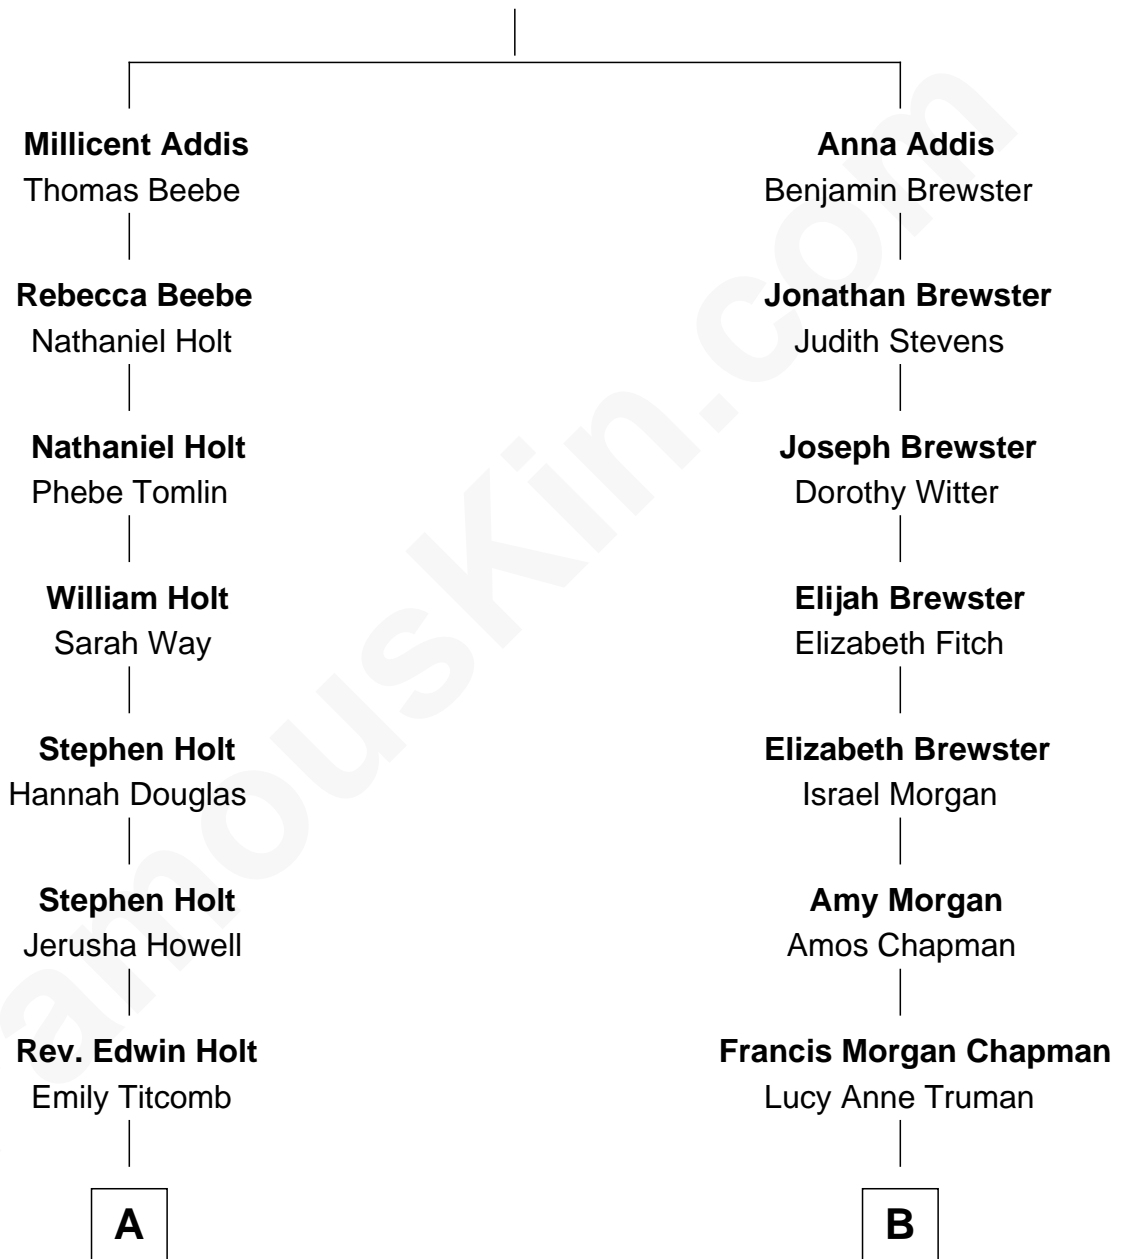 Millicent Addis
Thomas Beebe
Anna Addis
Benjamin Brewster
Rebecca Beebe
Nathaniel Holt
Jonathan Brewster
Judith Stevens
Nathaniel Holt
Phebe Tomlin
Joseph Brewster
Dorothy Witter
William Holt
Sarah Way
Elijah Brewster
Elizabeth Fitch
Stephen Holt
Hannah Douglas
Elizabeth Brewster
Israel Morgan
Stephen Holt
Jerusha Howell
Amy Morgan
Amos Chapman
Rev. Edwin Holt
Emily Titcomb
Francis Morgan Chapman
Lucy Anne Truman
A
B
amouskin.com